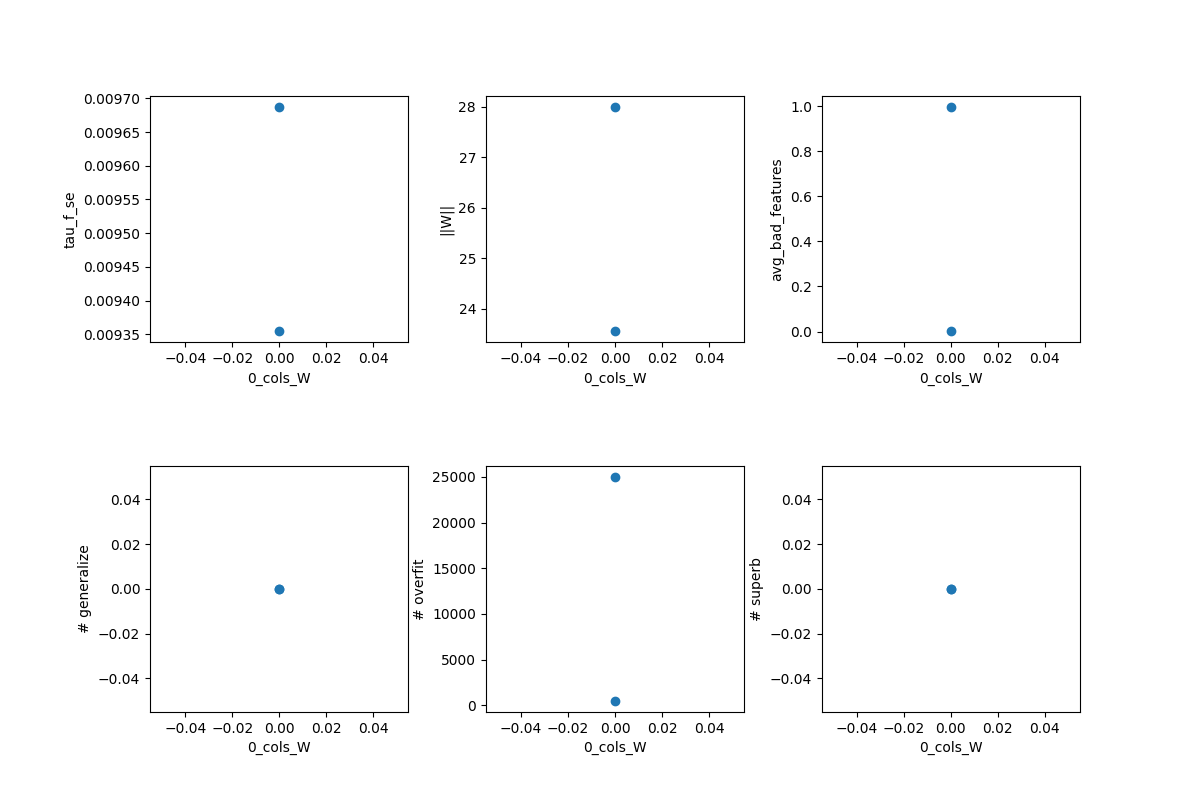 0.00970
0.00965
0.00960
0.00955
0.00950
0.00945
0.00940
0.00935
tau_f_se
−0.04 −0.02 0.00 0.02 0.04
0_cols_W
28
27
26
25
24
||W||
−0.04 −0.02 0.00 0.02 0.04
0_cols_W
1.0
0.8
0.6
0.4
0.2
0.0
avg_bad_features
−0.04 −0.02 0.00 0.02 0.04
0_cols_W
0.04
0.02
0.00
−0.02
−0.04
# generalize
−0.04 −0.02 0.00 0.02 0.04
0_cols_W
25000
20000
15000
10000
5000
0
# overfit
−0.04 −0.02 0.00 0.02 0.04
0_cols_W
0.04
0.02
0.00
−0.02
−0.04
# superb
−0.04 −0.02 0.00 0.02 0.04
0_cols_W